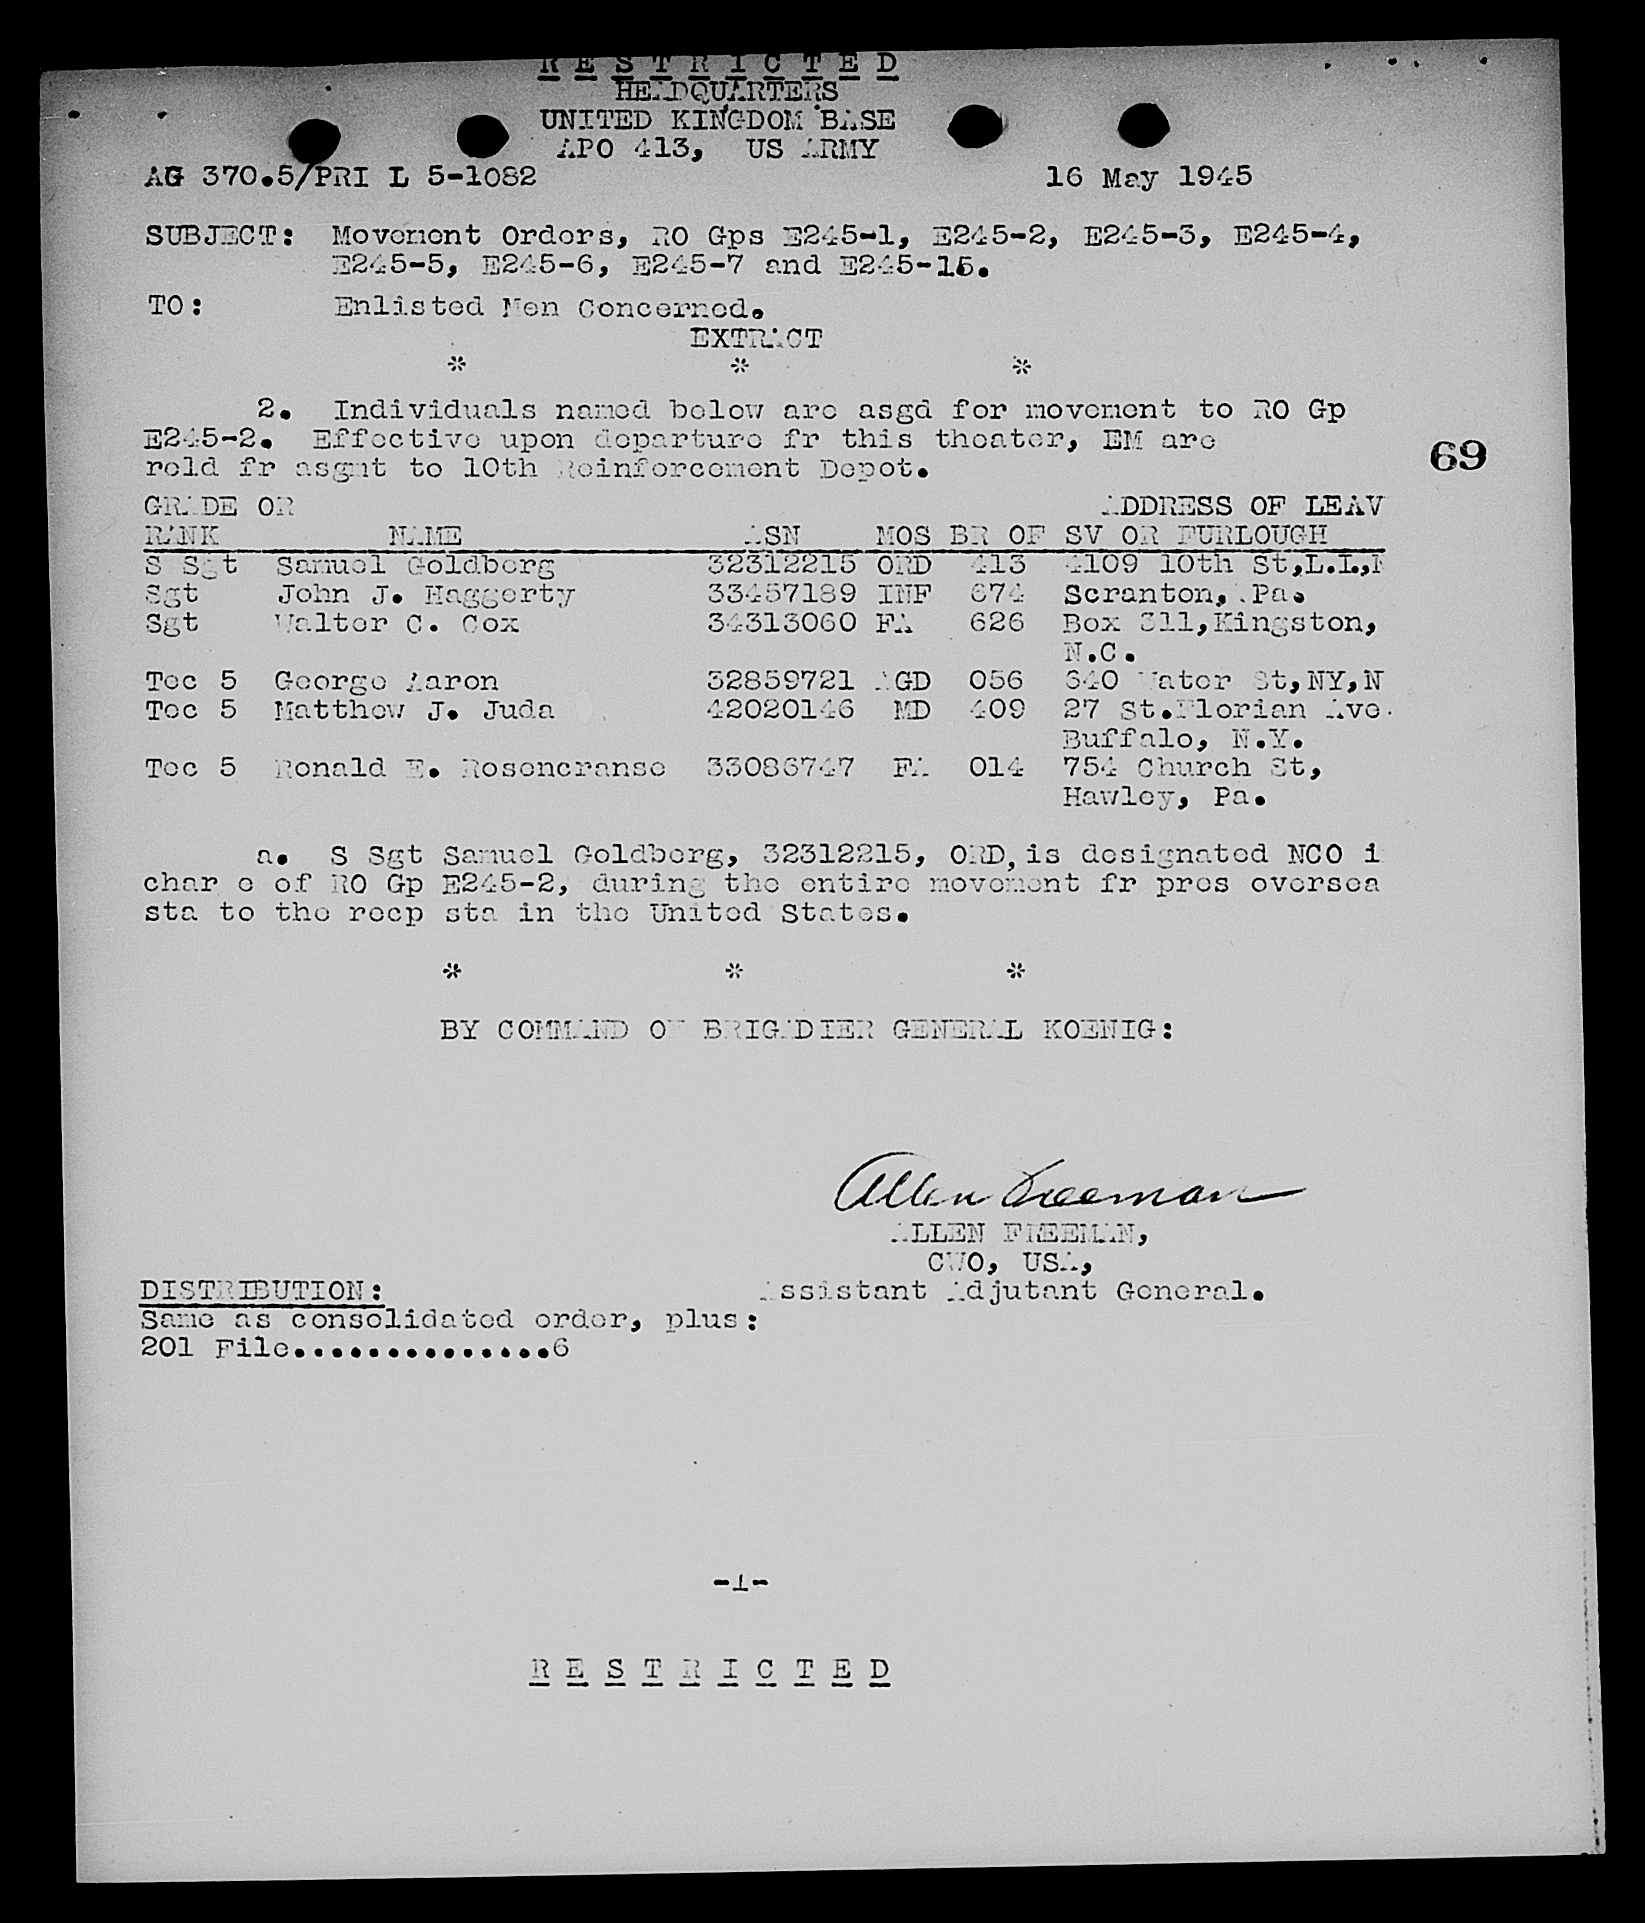 R E S T R I C T E D
HEADQUARTERS
UNITED KINGDOM BASE
APO 413, US ARMY
AG 370.5/PRI L 5-1082 16 May 1945
SUBJECT: Movement Orders, RO Gps E245-1, E245-2, E245-3, E245-4,
E245-5, E245-6, E245-7 and E245-15.
TO: Enlisted Men Concerned.
EXTRACT
* * *
2. Individuals named below are asgd for movement to RO Gp
E245-2. Effective upon departure fr this theater, EM are
reld fr asgmt to 10th Reinforcement Depot.
69
GRADE OR ADDRESS OF LEAV
RANK NAME ASN MOS BR OF SV OR FURLOUGH
S Sgt Samuel Goldberg 32312215 ORD 413 4109 10th St,L.I.,N
Sgt John J. Haggerty 33457189 INF 674 Scranton, Pa.
Sgt Walter C. Cox 34313060 FA 626 Box 311,Kingston,
N.C.
Tec 5 George Aaron 32859721 AGD 056 640 Water St,NY,N
Tec 5 Matthew J. Juda 42020146 MD 409 27 St.Florian Ave.
Buffalo, N.Y.
Tec 5 Ronald E. Rosencranse 33086747 FA 014 754 Church St,
Hawley, Pa.
a. S Sgt Samuel Goldberg, 32312215, ORD, is designated NCO i
char e of RO Gp E245-2, during the entire movement fr pres oversea
sta to the recp sta in the United States.
* * *
BY COMMAND OF BRIGADIER GENERAL KOENIG:
Allen Freeman
ALLEN FREEMAN,
CWO, USA,
DISTRIBUTION: Assistant Adjutant General.
Same as consolidated order, plus:
201 File..............6
-1-
R E S T R I C T E D